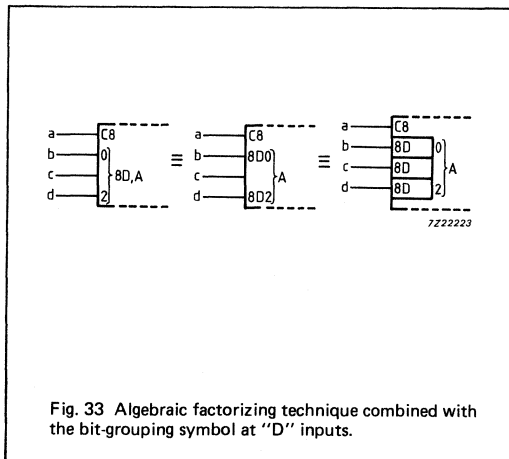 a C8 a C8 a C8
b 0 b 8D0 b 8D 0
c 8D,A ≡ c A ≡ c 8D A
d 2 d 8D2 d 8D 2
7Z22223
Fig. 33 Algebraic factorizing technique combined with
the bit-grouping symbol at "D" inputs.